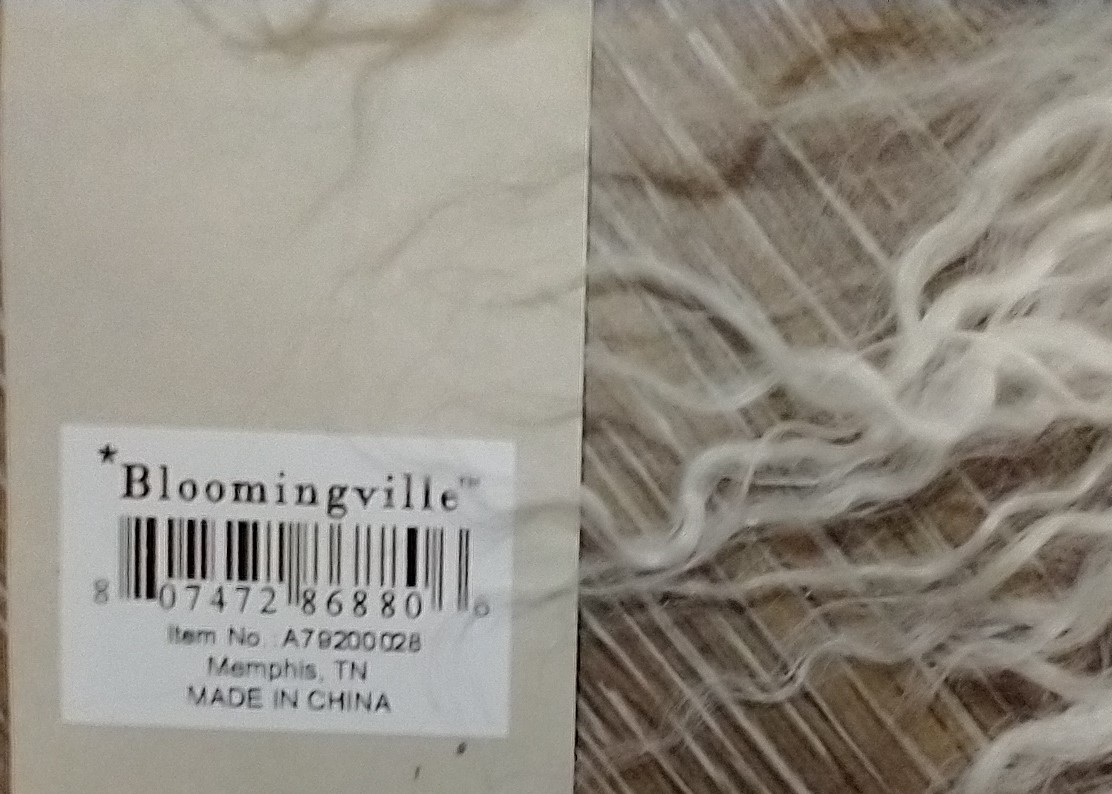 *Bloomingville™
8 07472 86880 6
Item No.: A79200028
Memphis, TN
MADE IN CHINA